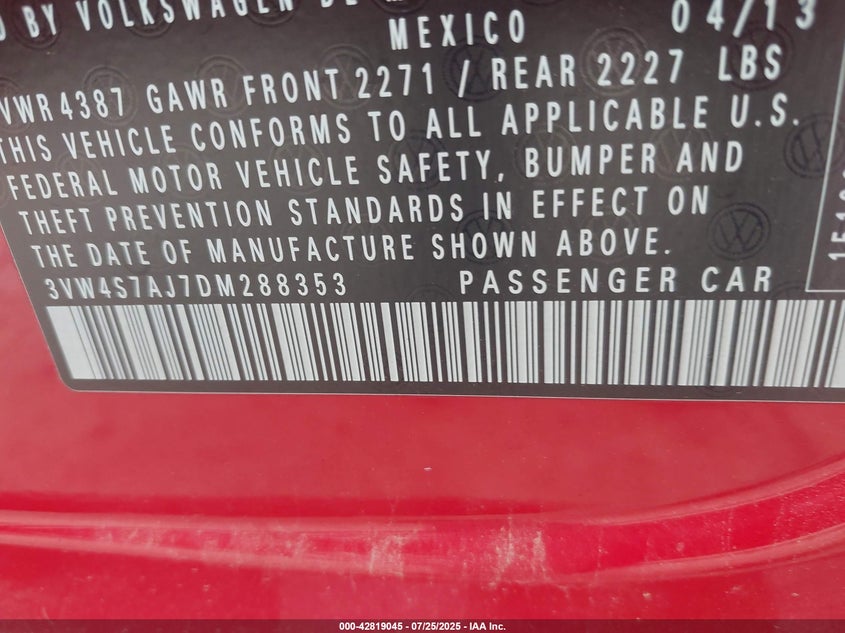 BY VOLKSWAGEN DE
MEXICO 04/13
VWR 4387 GAWR FRONT 2271 / REAR 2227 LBS
THIS VEHICLE CONFORMS TO ALL APPLICABLE U.S.
FEDERAL MOTOR VEHICLE SAFETY, BUMPER AND
THEFT PREVENTION STANDARDS IN EFFECT ON
THE DATE OF MANUFACTURE SHOWN ABOVE.
3VW4S7AJ7DM288353 PASSENGER CAR
000-42819045 - 07/25/2025 - IAA Inc.